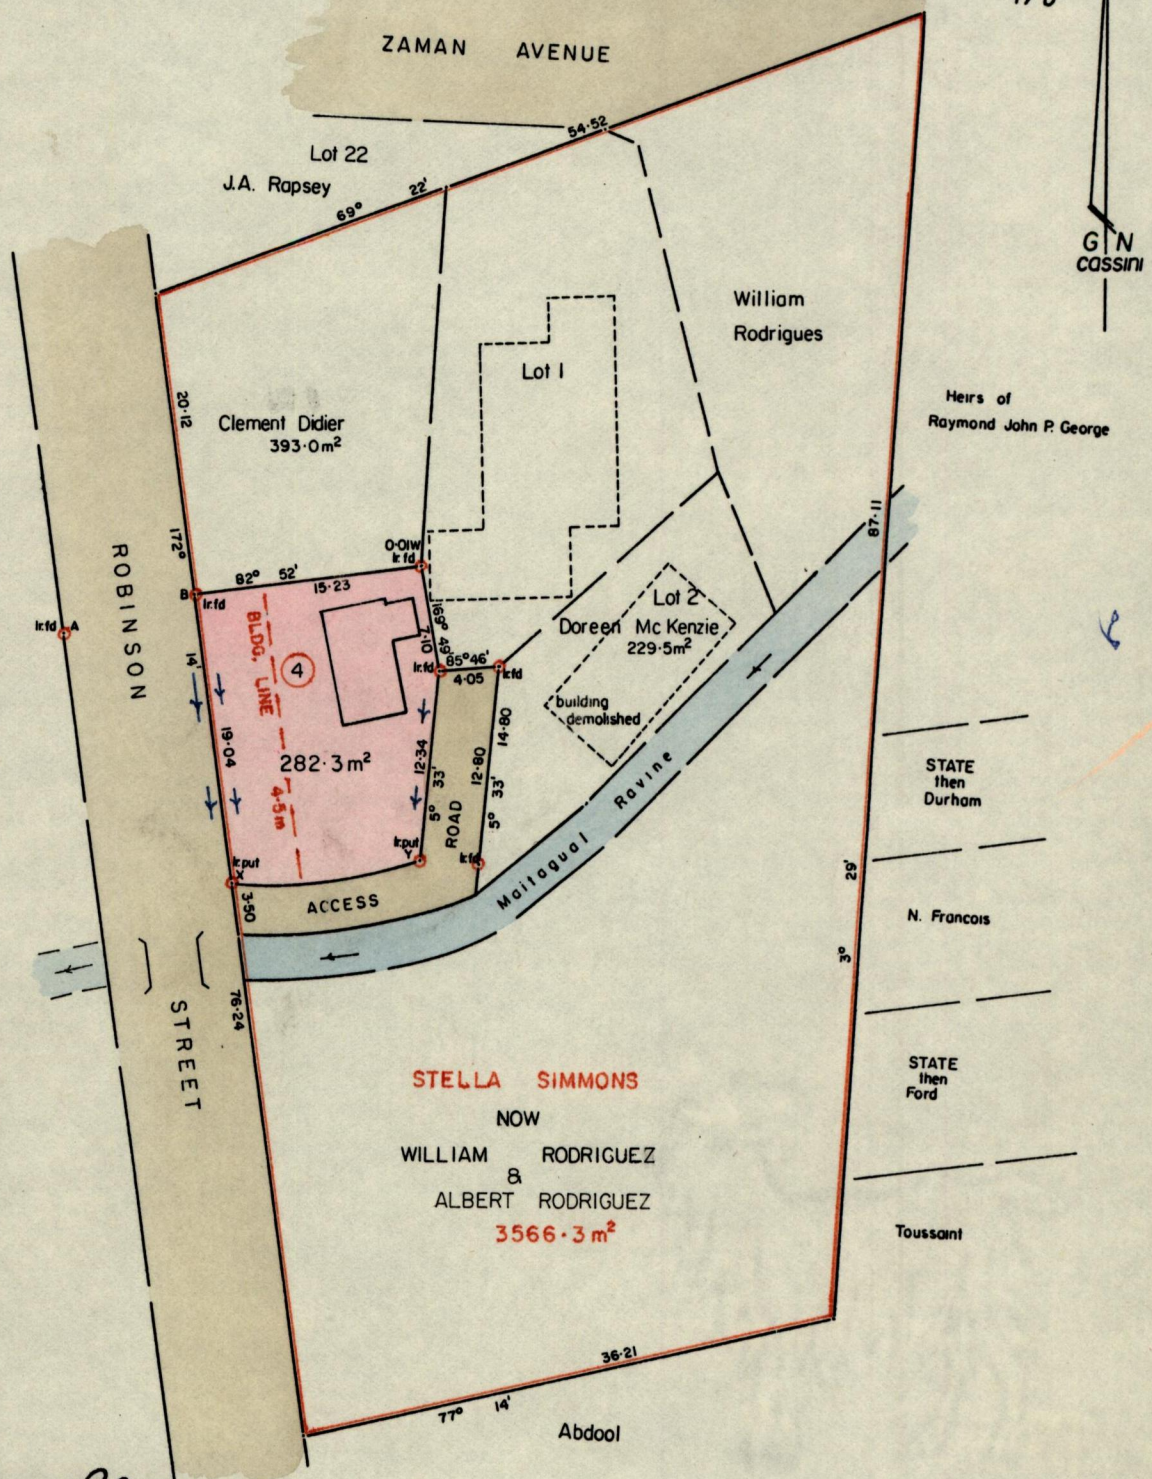 ZAMAN AVENUE
54·52
Lot 22
J.A. Rapsey
69° 22'
G N
Cassini
William
Rodrigues
Lot 1
20·12
Clement Didier
393·0m²
Heirs of
Raymond John P. George
87·11
172°
0·01W
Ir.fd
82° 52'
15·23
B
Ir.fd
Ir.fd A
ROBINSON
BLDG. LINE
4
169° 49'
7·10
Ir.fd
85°46'
4·05
Ir.fd
Lot 2
Doreen Mc Kenzie
229·5m²
building
demolished
14'
19·04
282·3m²
4·5m
12·34
5° 33'
12·80
14·80
5° 33'
ROAD
Maitagual Ravine
STATE
then
Durham
Ir.put
Y
Ir.fd
Ir.put
X
3·50
ACCESS
29'
N. Francois
3°
STREET
76·24
STATE
then
Ford
STELLA SIMMONS
NOW
WILLIAM RODRIGUEZ
&
ALBERT RODRIGUEZ
3566·3m²
Toussaint
36·21
77° 14'
Abdool